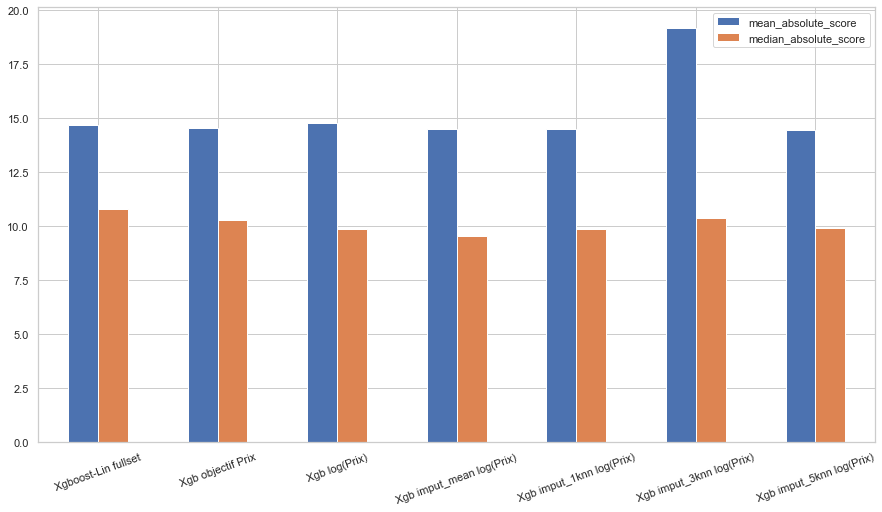 20.0
17.5
15.0
12.5
10.0
7.5
5.0
2.5
0.0
mean_absolute_score
median_absolute_score
Xgboost-Lin fullset
Xgb objectif Prix
Xgb log(Prix)
Xgb imput_mean log(Prix)
Xgb imput_1knn log(Prix)
Xgb imput_3knn log(Prix)
Xgb imput_5knn log(Prix)